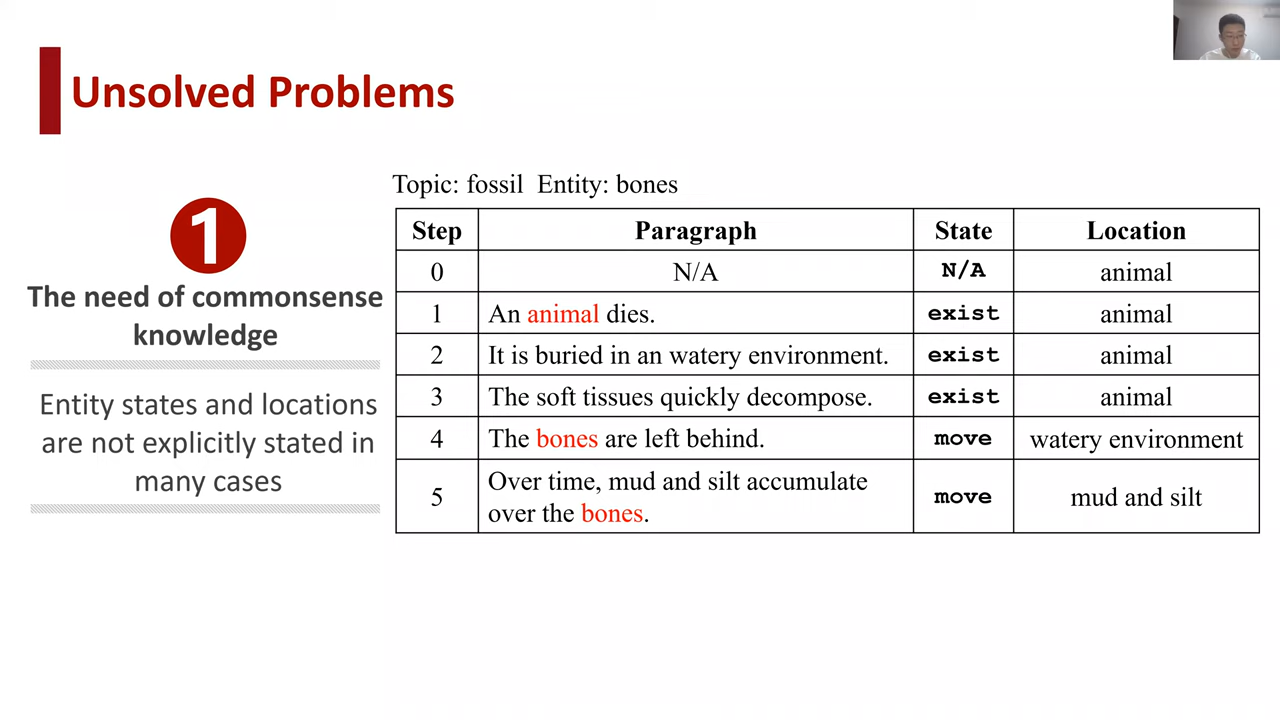 Unsolved Problems
1
The need of commonsense
knowledge
Entity states and locations
are not explicitly stated in
many cases
Topic: fossil Entity: bones
Step Paragraph State Location
0 N/A N/A animal
1 An animal dies. exist animal
2 It is buried in an watery environment. exist animal
3 The soft tissues quickly decompose. exist animal
4 The bones are left behind. move watery environment
5 Over time, mud and silt accumulate
over the bones. move mud and silt